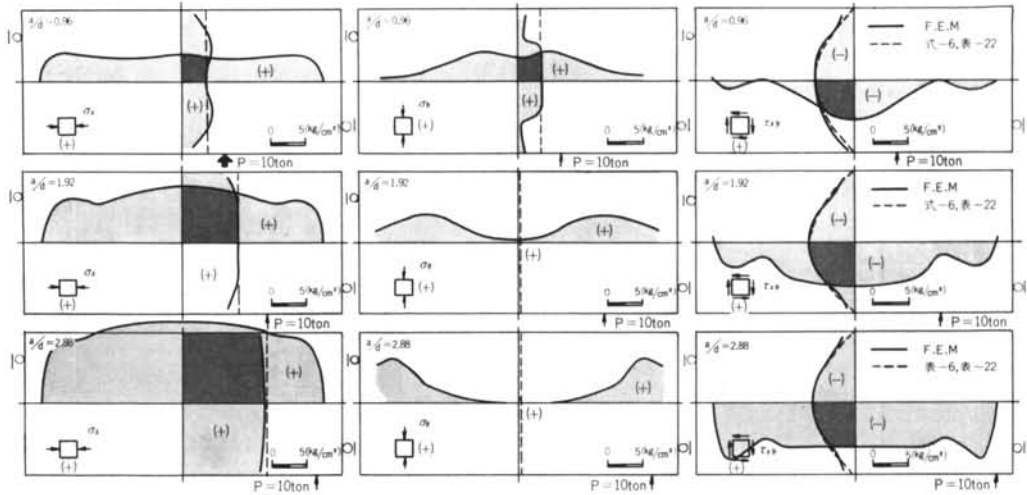 a/d=0.96
(+)
(+)
σx
(+)
0 5(kg/cm²)
P=10ton
a/d=0.96
(+)
(+)
σy
(+)
0 5(kg/cm²)
P=10ton
a/d=0.96
F.E.M
式-6,表-22
(-)
(-)
τxy
(+)
0 5(kg/cm²)
P=10ton
a/d=1.92
(+)
(+)
σx
(+)
0 5(kg/cm²)
P=10ton
a/d=1.92
(+)
(+)
σy
(+)
0 5(kg/cm²)
P=10ton
a/d=1.92
F.E.M
式-6,表-22
(-)
(-)
τxy
(+)
0 5(kg/cm²)
P=10ton
a/d=2.88
(+)
(+)
σx
(+)
0 5(kg/cm²)
P=10ton
a/d=2.88
(+)
(+)
σy
(+)
0 5(kg/cm²)
P=10ton
a/d=2.88
F.E.M
表-6,表-22
(-)
(-)
τxy
(+)
0 5(kg/cm²)
P=10ton